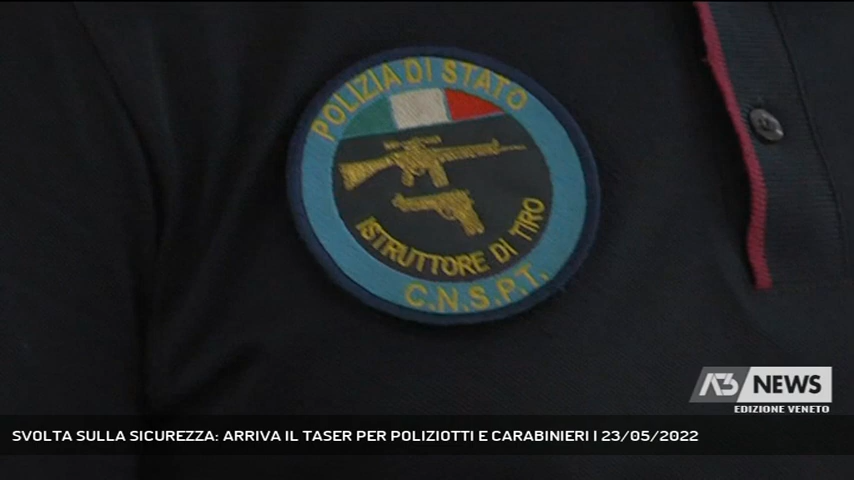 POLIZIA DI STATO
ISTRUTTORE DI TIRO
C.N.S.P.T.
A3 NEWS
EDIZIONE VENETO
SVOLTA SULLA SICUREZZA: ARRIVA IL TASER PER POLIZIOTTI E CARABINIERI | 23/05/2022